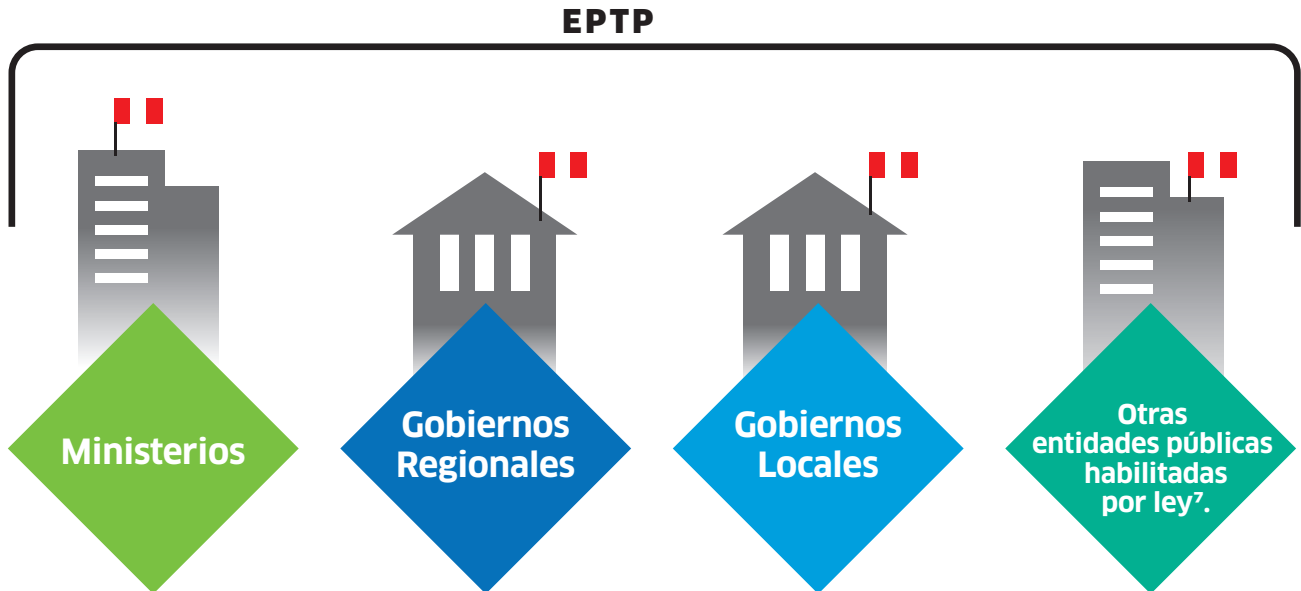 EPTP
Ministerios
Gobiernos
Regionales
Gobiernos
Locales
Otras
entidades públicas
habilitadas
por ley⁷.